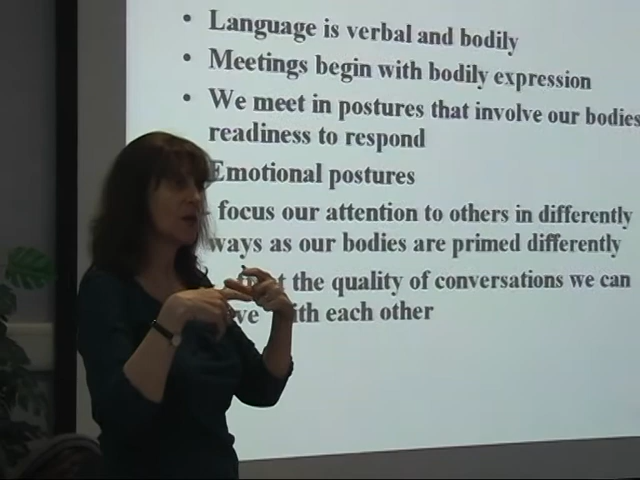 • Language is verbal and bodily
• Meetings begin with bodily expression
• We meet in postures that involve our bodies
readiness to respond
Emotional postures
- focus our attention to others in differently
ways as our bodies are primed differently
the quality of conversations we can
with each other